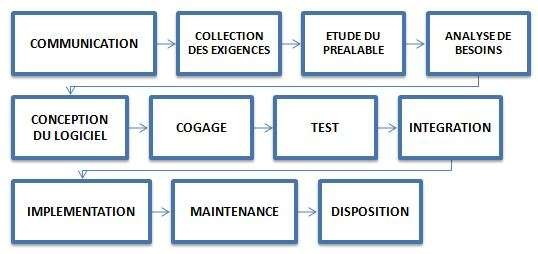 COMMUNICATION
COLLECTION
DES EXIGENCES
ETUDE DU
PREALABLE
ANALYSE DE
BESOINS
CONCEPTION
DU LOGICIEL
COGAGE
TEST
INTEGRATION
IMPLEMENTATION
MAINTENANCE
DISPOSITION